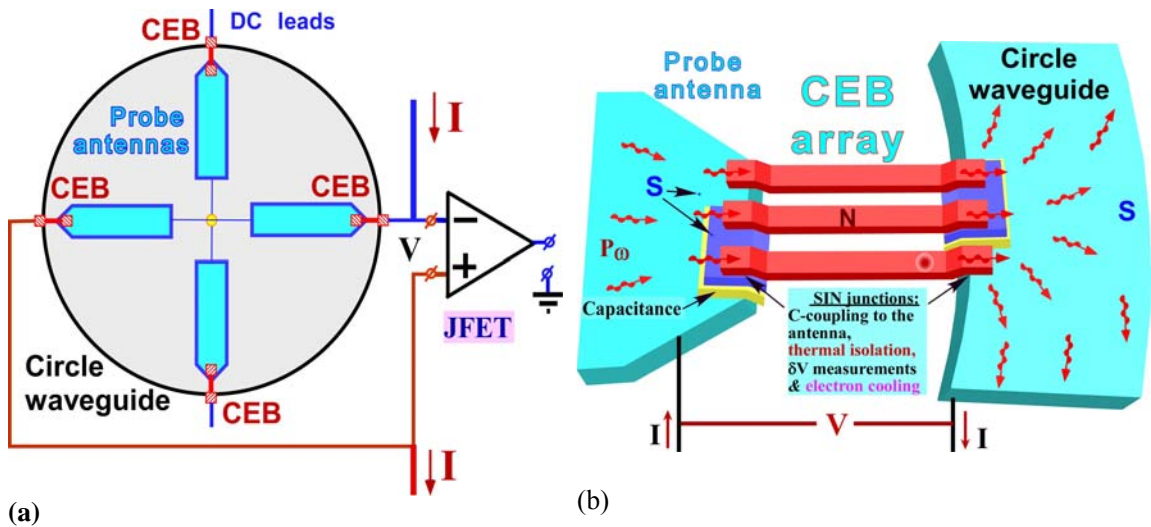 CEB
DC leads
Probe
antennas
CEB
CEB
I
V
−
+
JFET
Circle
waveguide
CEB
I
(a)
Probe
antenna
CEB
array
Circle
waveguide
S
S
N
Pω
Capacitance
SIN junctions:
C-coupling to the
antenna,
thermal isolation,
δV measurements
& electron cooling
I
V
I
(b)